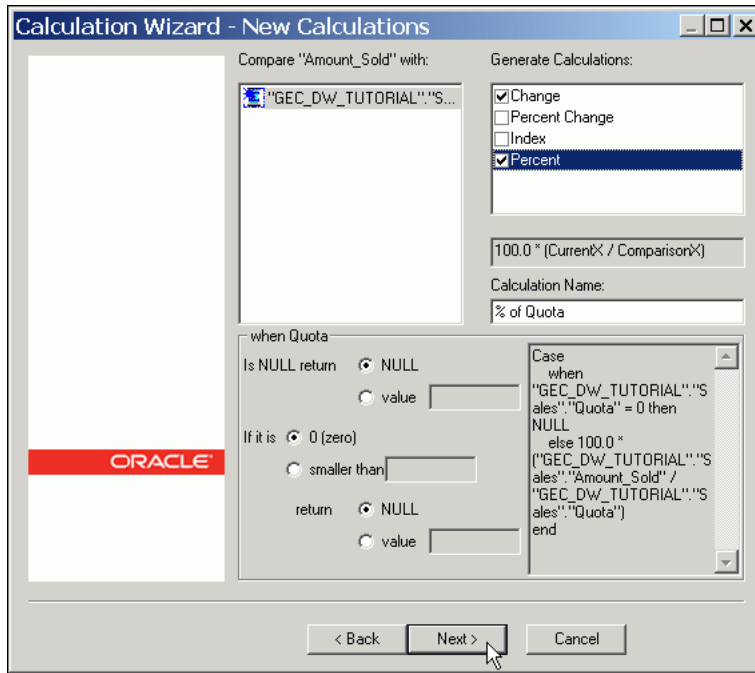 Calculation Wizard - New Calculations
Compare "Amount_Sold" with:
"GEC_DW_TUTORIAL"."S...
Generate Calculations:
Change
Percent Change
Index
Percent
100.0 * (CurrentX / ComparisonX)
Calculation Name:
% of Quota
when Quota
Is NULL return
NULL
value
If it is
0 (zero)
smaller than
return
NULL
value
Case
when
"GEC_DW_TUTORIAL"."S
ales"."Quota" = 0 then
NULL
else 100.0 *
("GEC_DW_TUTORIAL"."S
ales"."Amount_Sold" /
"GEC_DW_TUTORIAL"."S
ales"."Quota")
end
ORACLE
< Back
Next >
Cancel